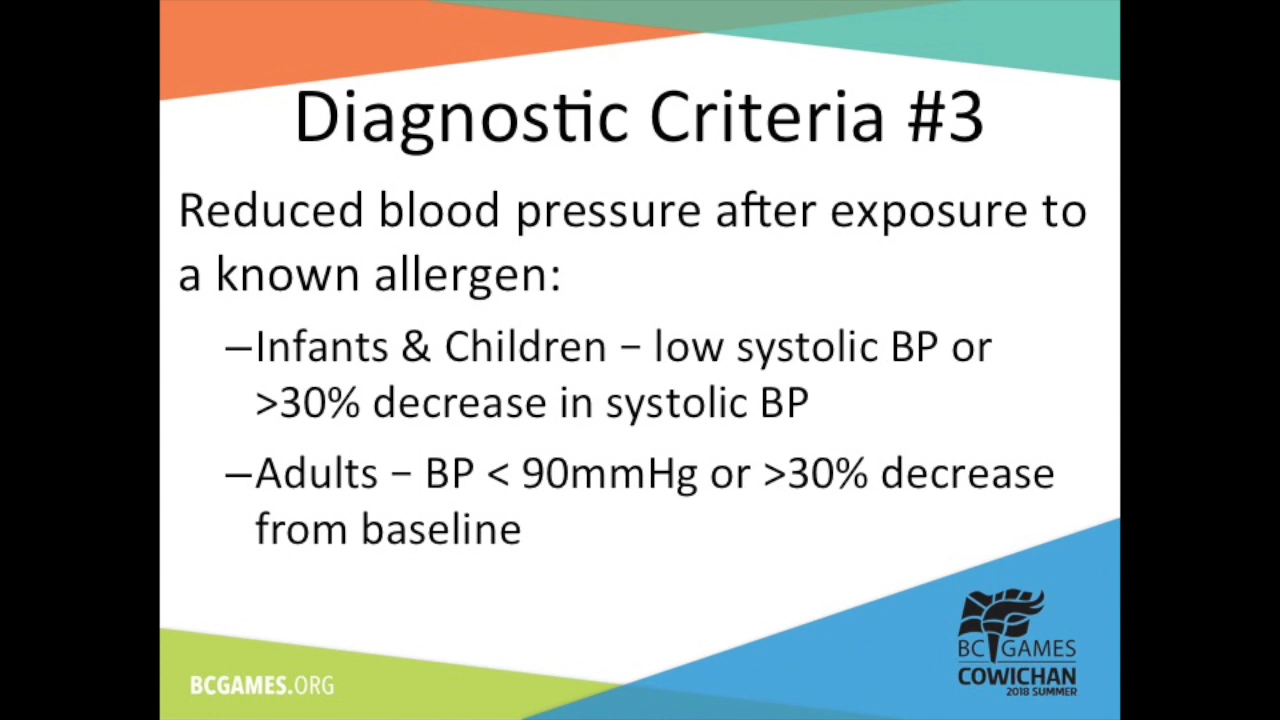 Diagnostic Criteria #3
Reduced blood pressure after exposure to
a known allergen:
–Infants & Children – low systolic BP or
>30% decrease in systolic BP
–Adults – BP < 90mmHg or >30% decrease
from baseline
BCGAMES.ORG
BC GAMES
COWICHAN
2018 SUMMER